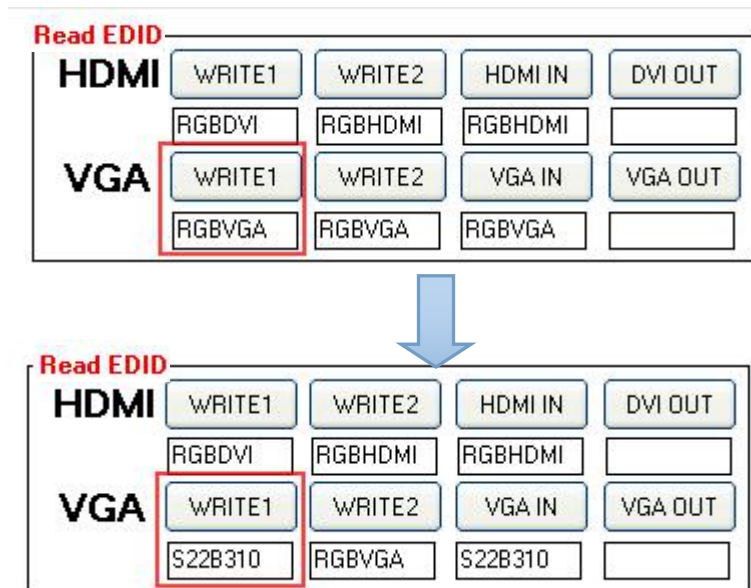 Read EDID
HDMI WRITE1 WRITE2 HDMI IN DVI OUT
RGBDVI RGBHDMI RGBHDMI
VGA WRITE1 WRITE2 VGA IN VGA OUT
RGBVGA RGBVGA RGBVGA
Read EDID
HDMI WRITE1 WRITE2 HDMI IN DVI OUT
RGBDVI RGBHDMI RGBHDMI
VGA WRITE1 WRITE2 VGA IN VGA OUT
S22B310 RGBVGA S22B310